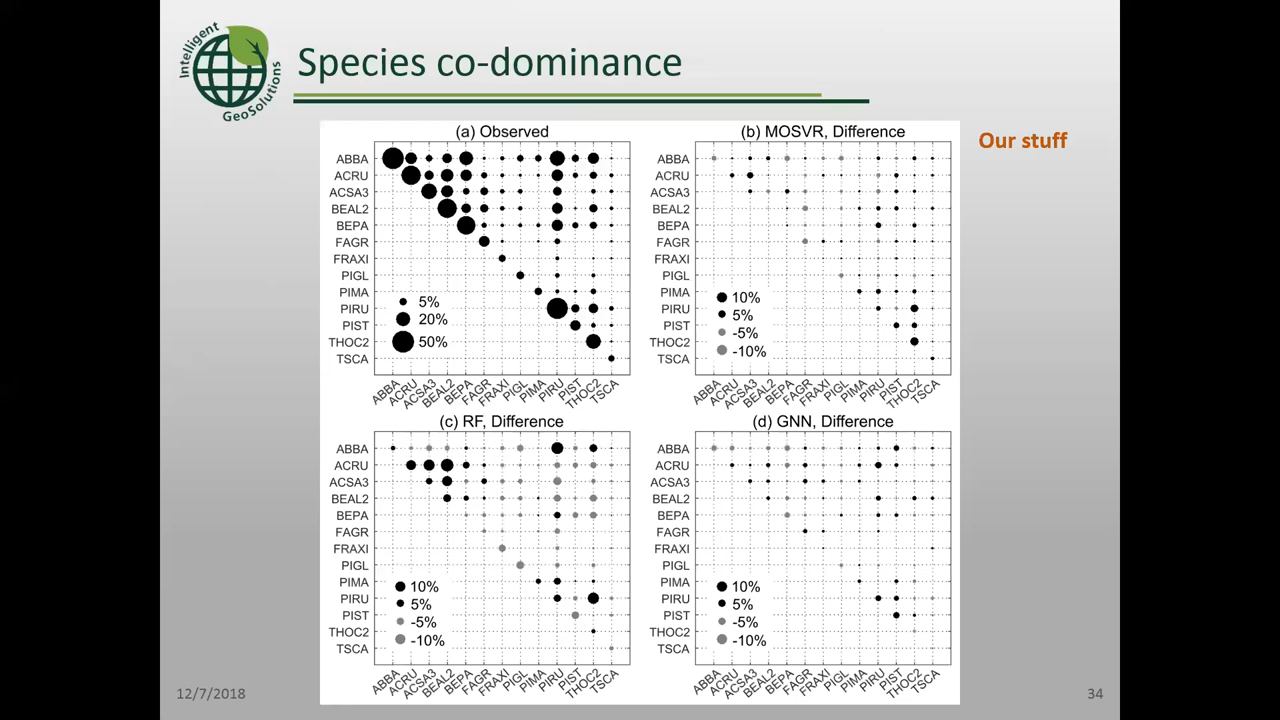 Intelligent
GeoSolutions
Species co-dominance
Our stuff
(a) Observed
ABBA
ACRU
ACSA3
BEAL2
BEPA
FAGR
FRAXI
PIGL
PIMA
PIRU
PIST
THOC2
TSCA
5%
20%
50%
ABBA ACRU ACSA3 BEAL2 BEPA FAGR FRAXI PIGL PIMA PIRU PIST THOC2 TSCA
(b) MOSVR, Difference
ABBA
ACRU
ACSA3
BEAL2
BEPA
FAGR
FRAXI
PIGL
PIMA
PIRU
PIST
THOC2
TSCA
10%
5%
-5%
-10%
ABBA ACRU ACSA3 BEAL2 BEPA FAGR FRAXI PIGL PIMA PIRU PIST THOC2 TSCA
(c) RF, Difference
ABBA
ACRU
ACSA3
BEAL2
BEPA
FAGR
FRAXI
PIGL
PIMA
PIRU
PIST
THOC2
TSCA
10%
5%
-5%
-10%
ABBA ACRU ACSA3 BEAL2 BEPA FAGR FRAXI PIGL PIMA PIRU PIST THOC2 TSCA
(d) GNN, Difference
ABBA
ACRU
ACSA3
BEAL2
BEPA
FAGR
FRAXI
PIGL
PIMA
PIRU
PIST
THOC2
TSCA
10%
5%
-5%
-10%
ABBA ACRU ACSA3 BEAL2 BEPA FAGR FRAXI PIGL PIMA PIRU PIST THOC2 TSCA
12/7/2018
34